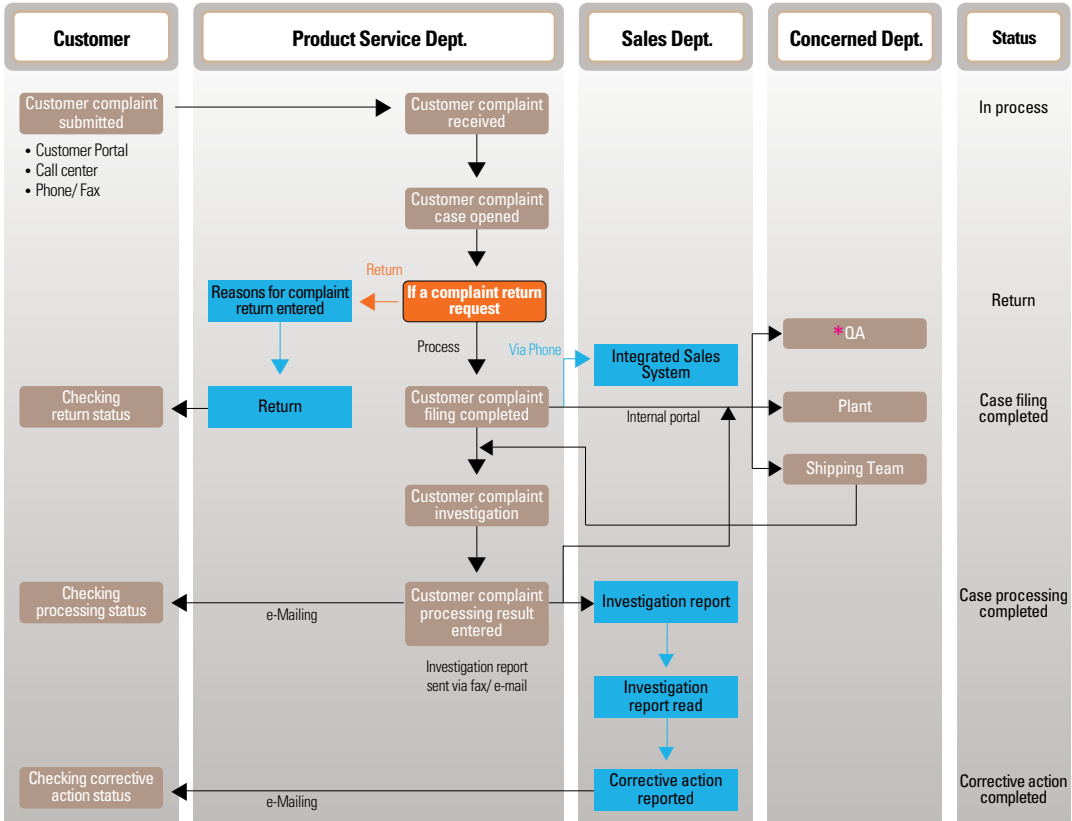 Customer
Product Service Dept.
Sales Dept.
Concerned Dept.
Status
Customer complaint
submitted
• Customer Portal
• Call center
• Phone/ Fax
Customer complaint
received
In process
Customer complaint
case opened
Return
If a complaint return
request
Reasons for complaint
return entered
Return
Process
Via Phone
Integrated Sales
System
*QA
Checking
return status
Return
Customer complaint
filing completed
Internal portal
Plant
Case filing
completed
Shipping Team
Customer complaint
investigation
Checking
processing status
e-Mailing
Customer complaint
processing result
entered
Investigation report
sent via fax/ e-mail
Investigation report
Case processing
completed
Investigation
report read
Checking corrective
action status
e-Mailing
Corrective action
reported
Corrective action
completed